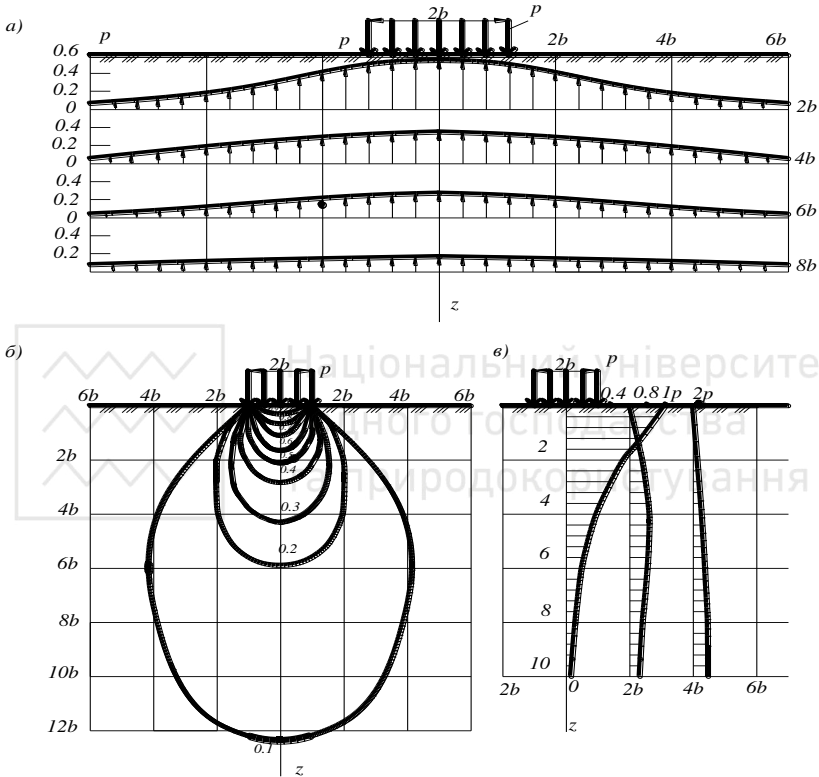 а)
p
p
2b
p
2b
4b
6b
0.6
0.4
0.2
0
2b
0.4
0.2
0
4b
0.4
0.2
0
6b
0.4
0.2
8b
z
б)
2b
p
6b
4b
2b
2b
4b
6b
2b
4b
6b
8b
10b
12b
0.4
0.3
0.2
0.1
z
в)
2b
p
0.4
0.8
1p
2p
2
4
6
8
10
2b
0
2b
4b
6b
z
Національний університе
дного господарства
та природокористування